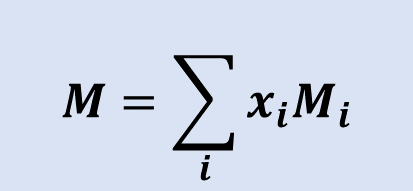 M = ∑ᵢ xᵢMᵢ